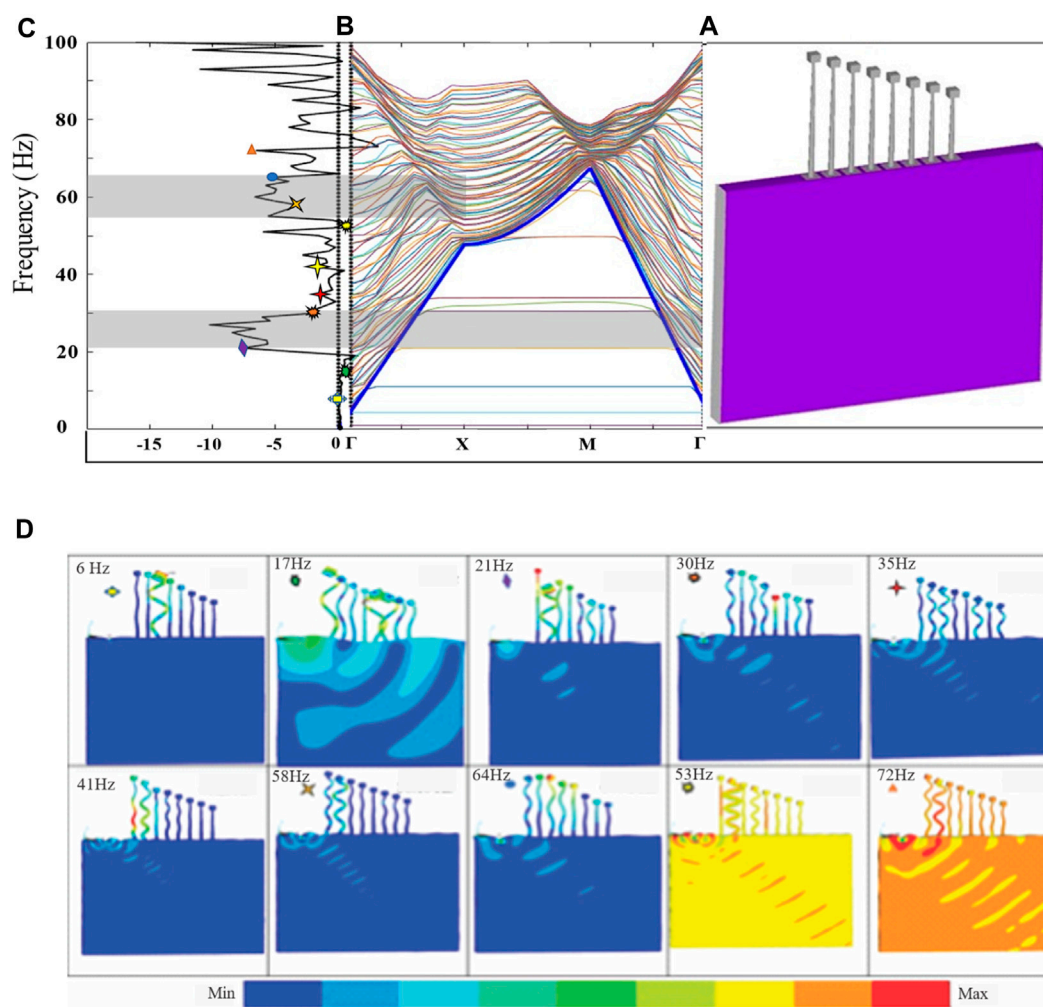 C
B
A
Frequency ( Hz)
100
80
60
40
20
0
-15
-10
-5
0
Γ
X
M
Γ
D
6 Hz
17Hz
21Hz
30Hz
35Hz
41Hz
58Hz
64Hz
53Hz
72Hz
Min
Max